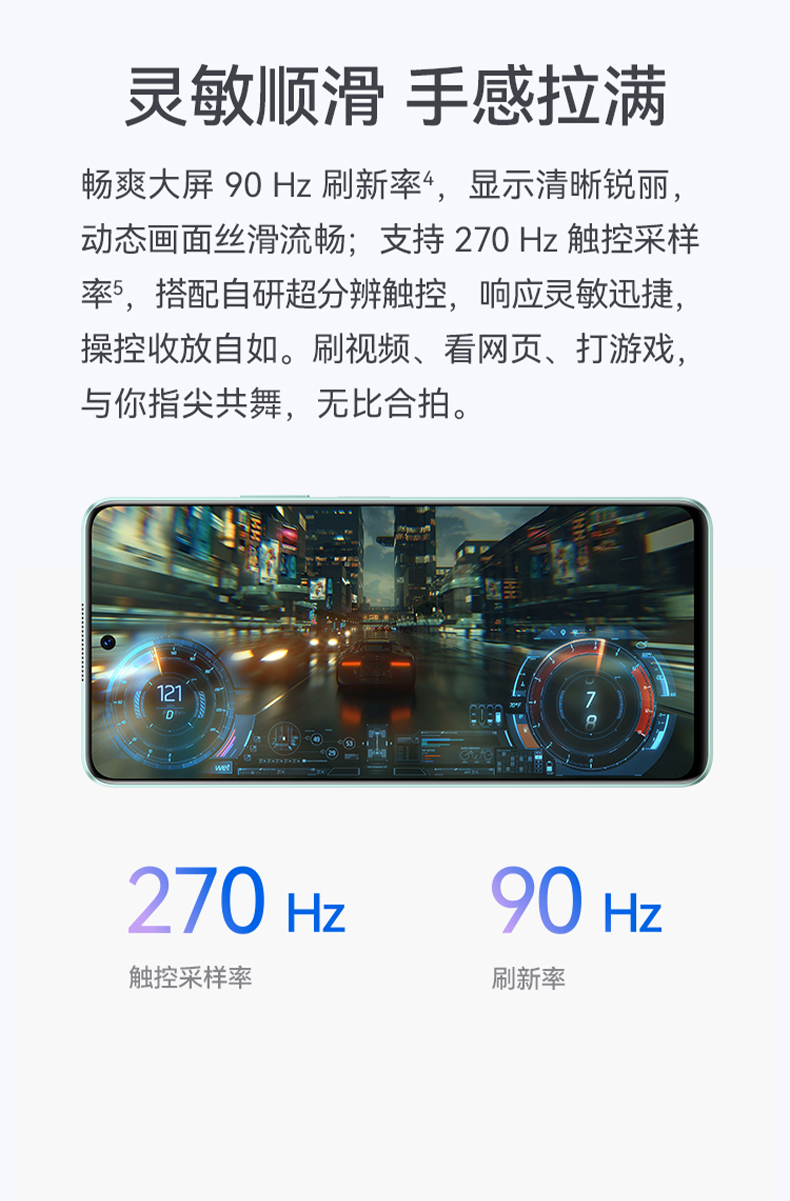 灵敏顺滑 手感拉满
畅爽大屏 90 Hz 刷新率4，显示清晰锐丽，
动态画面丝滑流畅；支持 270 Hz 触控采样
率5，搭配自研超分辨触控，响应灵敏迅捷，
操控收放自如。刷视频、看网页、打游戏，
与你指尖共舞，无比合拍。
121
D
7
wet
49
29
53
270 Hz
90 Hz
触控采样率
刷新率